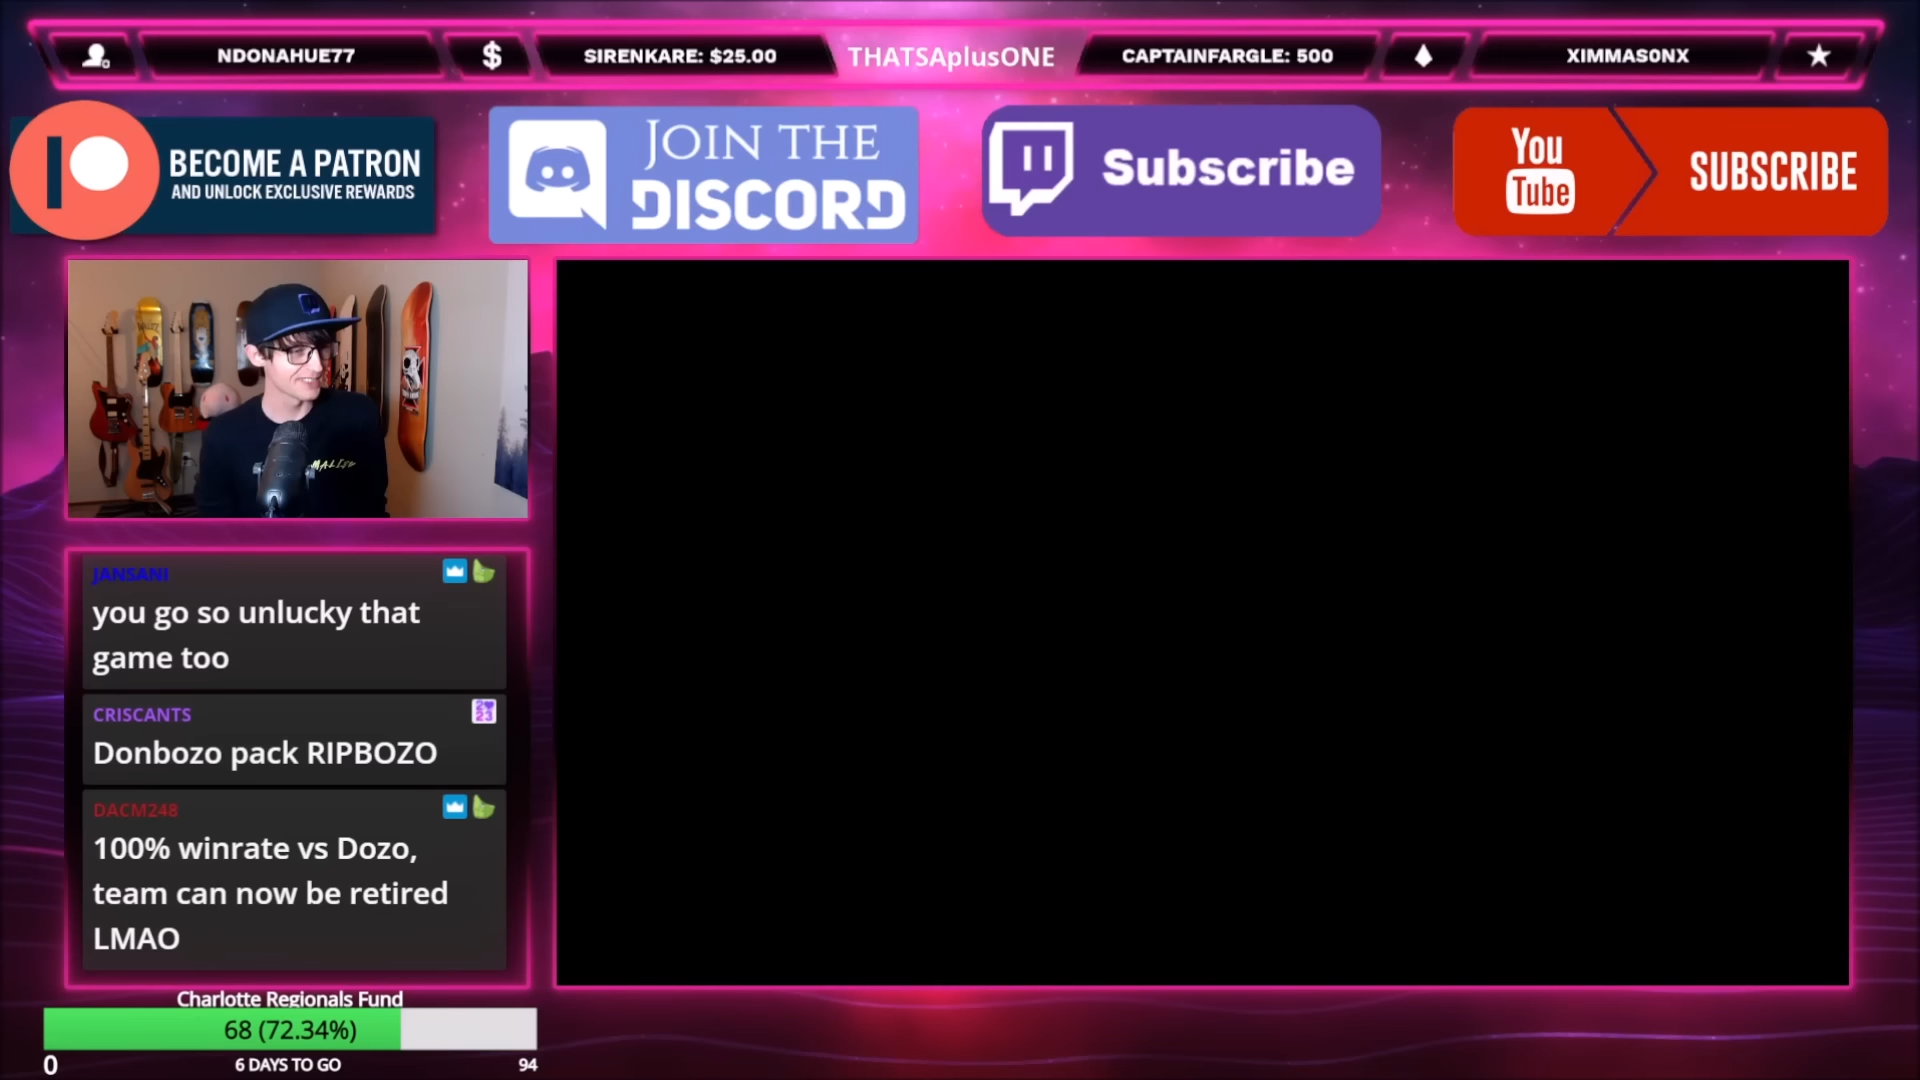 NDONAHUE77
$
SIRENKARE: $25.00
THATSAplusONE
CAPTAINFARGLE: 500
XIMMAS0NX
BECOME A PATRON
AND UNLOCK EXCLUSIVE REWARDS
JOIN THE
DISCORD
Subscribe
You
Tube
SUBSCRIBE
JANSANI
you go so unlucky that
game too
CRISCANTS
Donbozo pack RIPBOZO
DACM248
100% winrate vs Dozo,
team can now be retired
LMAO
Charlotte Regionals Fund
68 (72.34%)
0
6 DAYS TO GO
94